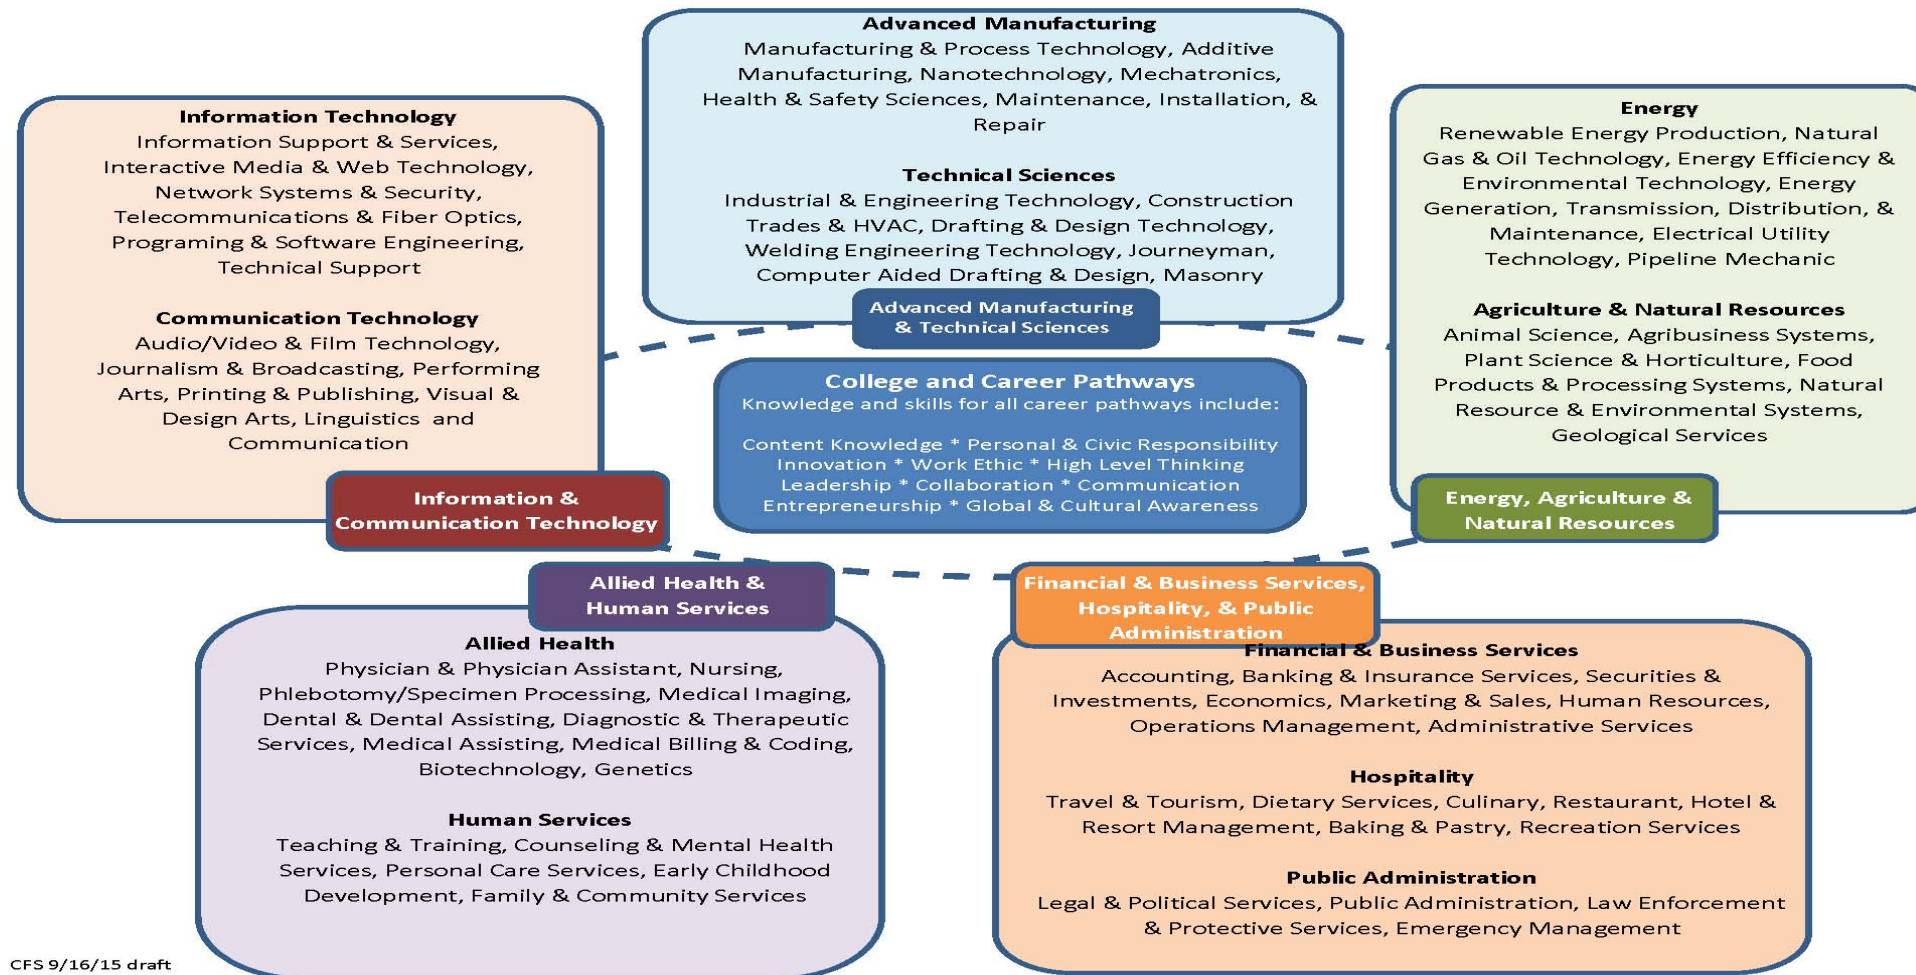 Advanced Manufacturing
Manufacturing & Process Technology, Additive
Manufacturing, Nanotechnology, Mechatronics,
Health & Safety Sciences, Maintenance, Installation, &
Repair
Technical Sciences
Industrial & Engineering Technology, Construction
Trades & HVAC, Drafting & Design Technology,
Welding Engineering Technology, Journeyman,
Computer Aided Drafting & Design, Masonry
Advanced Manufacturing
& Technical Sciences
Information Technology
Information Support & Services,
Interactive Media & Web Technology,
Network Systems & Security,
Telecommunications & Fiber Optics,
Programing & Software Engineering,
Technical Support
Communication Technology
Audio/Video & Film Technology,
Journalism & Broadcasting, Performing
Arts, Printing & Publishing, Visual &
Design Arts, Linguistics and
Communication
Information &
Communication Technology
College and Career Pathways
Knowledge and skills for all career pathways include:
Content Knowledge * Personal & Civic Responsibility
Innovation * Work Ethic * High Level Thinking
Leadership * Collaboration * Communication
Entrepreneurship * Global & Cultural Awareness
Energy
Renewable Energy Production, Natural
Gas & Oil Technology, Energy Efficiency &
Environmental Technology, Energy
Generation, Transmission, Distribution, &
Maintenance, Electrical Utility
Technology, Pipeline Mechanic
Agriculture & Natural Resources
Animal Science, Agribusiness Systems,
Plant Science & Horticulture, Food
Products & Processing Systems, Natural
Resource & Environmental Systems,
Geological Services
Energy, Agriculture &
Natural Resources
Allied Health &
Human Services
Allied Health
Physician & Physician Assistant, Nursing,
Phlebotomy/Specimen Processing, Medical Imaging,
Dental & Dental Assisting, Diagnostic & Therapeutic
Services, Medical Assisting, Medical Billing & Coding,
Biotechnology, Genetics
Human Services
Teaching & Training, Counseling & Mental Health
Services, Personal Care Services, Early Childhood
Development, Family & Community Services
Financial & Business Services,
Hospitality, & Public
Administration
Financial & Business Services
Accounting, Banking & Insurance Services, Securities &
Investments, Economics, Marketing & Sales, Human Resources,
Operations Management, Administrative Services
Hospitality
Travel & Tourism, Dietary Services, Culinary, Restaurant, Hotel &
Resort Management, Baking & Pastry, Recreation Services
Public Administration
Legal & Political Services, Public Administration, Law Enforcement
& Protective Services, Emergency Management
CFS 9/16/15 draft